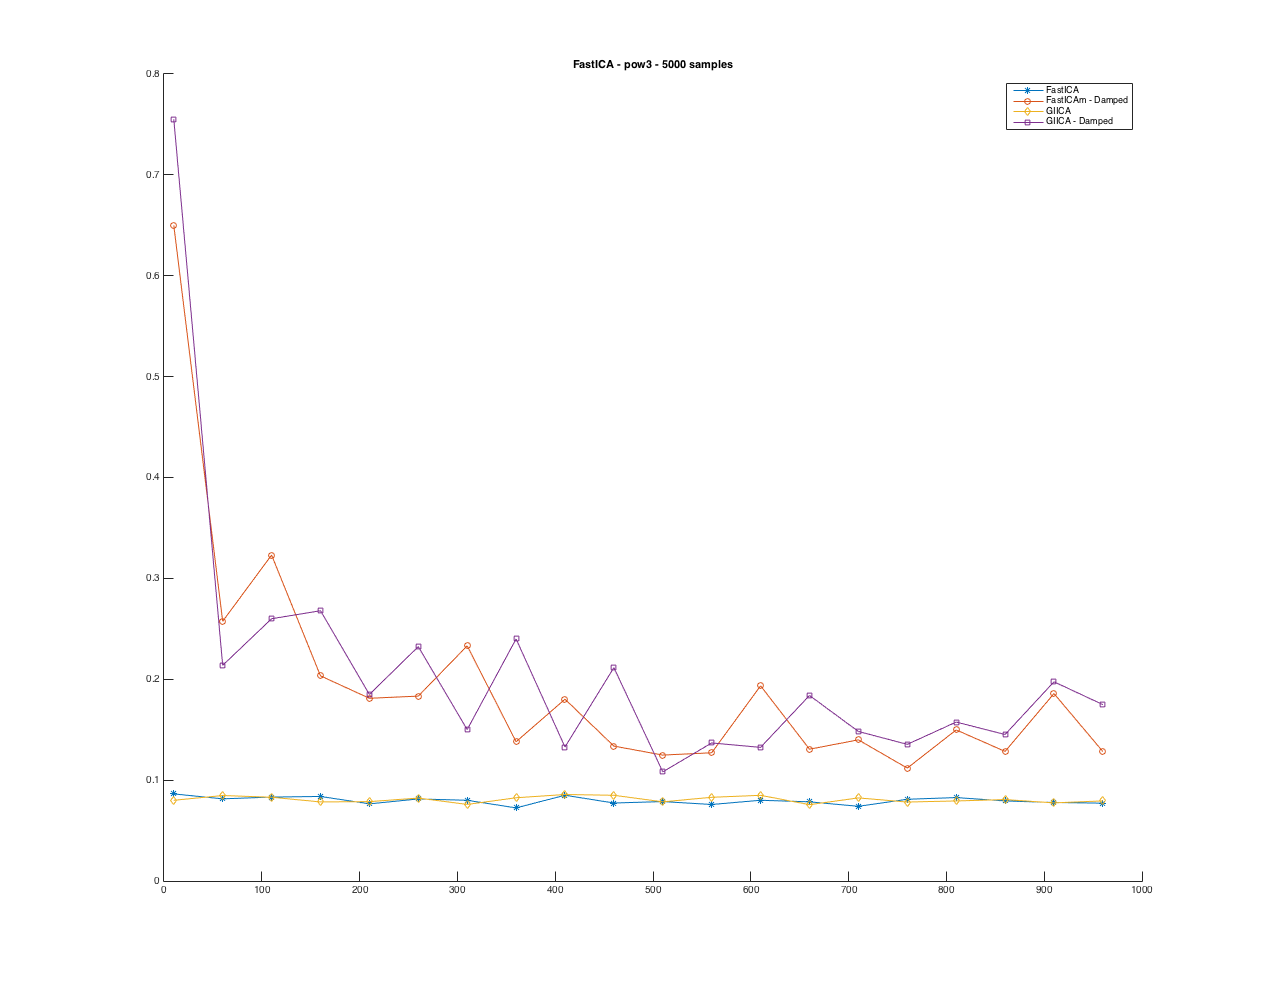 FastICA - pow3 - 5000 samples
FastICA
FastICAm - Damped
GIICA
GIICA - Damped
0.8
0.7
0.6
0.5
0.4
0.3
0.2
0.1
0
0 100 200 300 400 500 600 700 800 900 1000